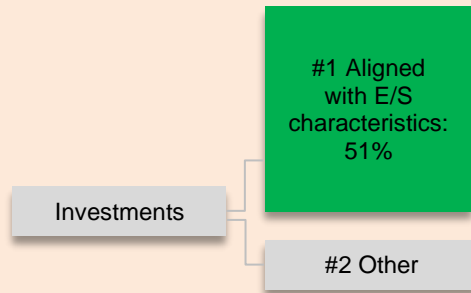 #1 Aligned
with E/S
characteristics:
51%
Investments
#2 Other